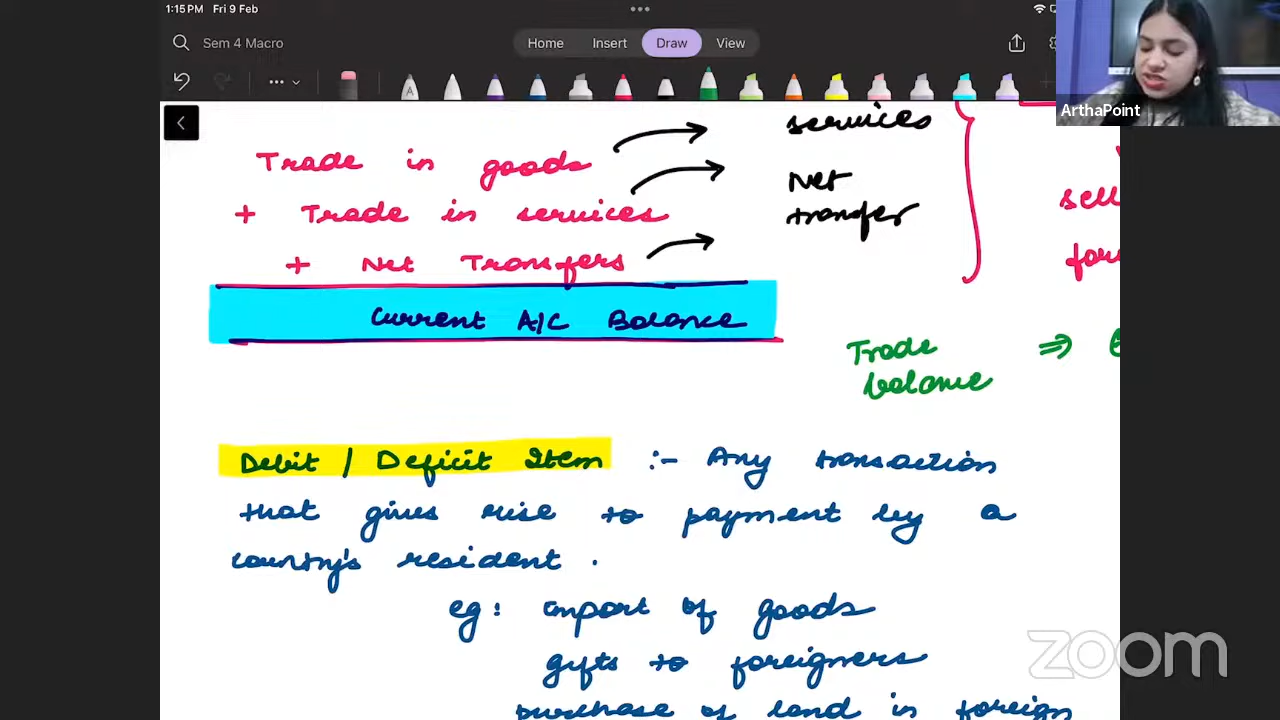 1:15 PM Fri 9 Feb
Sem 4 Macro
Home Insert Draw View
ArthaPoint
A
services
Trade in goods
Net
transfer
+ Trade in services
sell
+ Net Transfers
Current A/C Balance
Trade ⇒
balance
Debit / Deficit Item :- Any transaction
that gives rise to payment by a
country's resident .
eg: import of goods
gifts to foreigners
purchase of land in foreign
zoom